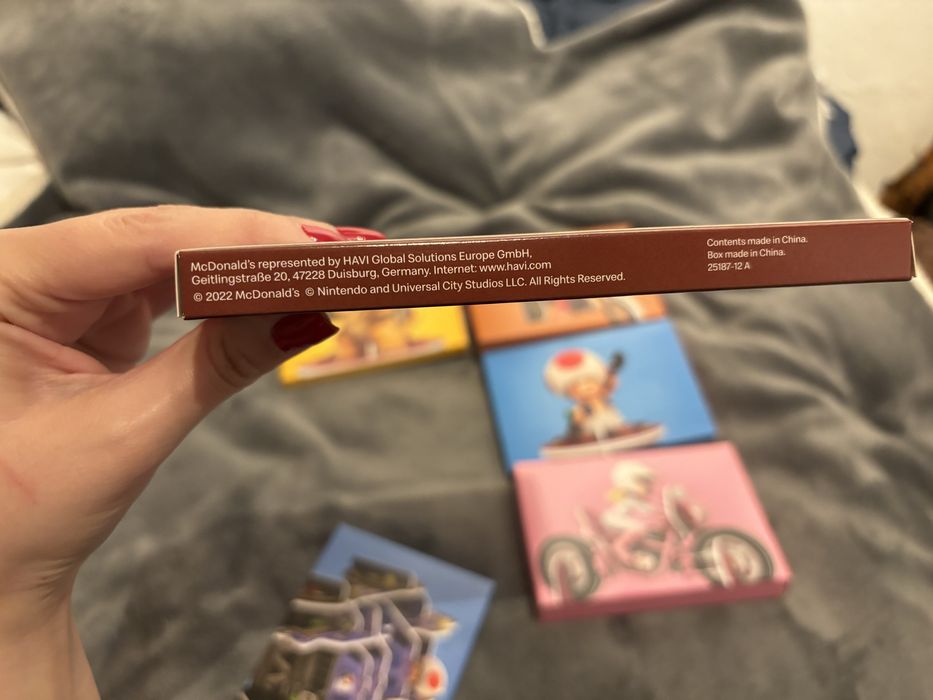 McDonald's represented by HAVI Global Solutions Europe GmbH,
Geitlingstraße 20, 47228 Duisburg, Germany. Internet: www.havi.com
© 2022 McDonald's © Nintendo and Universal City Studios LLC. All Rights Reserved.
Contents made in China.
Box made in China.
25187-12 A